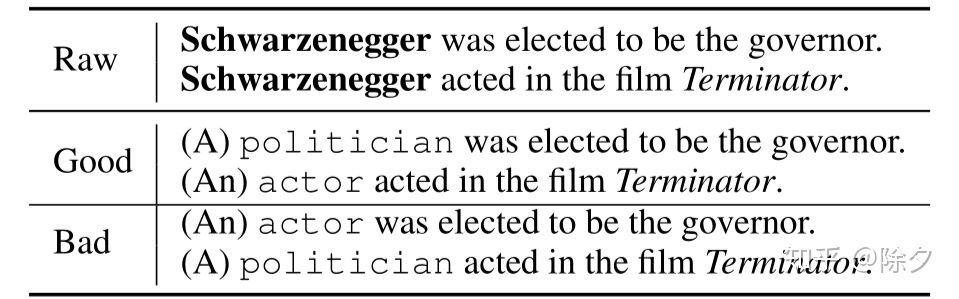 Raw
Schwarzenegger was elected to be the governor.
Schwarzenegger acted in the film Terminator.
Good
(A) politician was elected to be the governor.
(An) actor acted in the film Terminator.
Bad
(An) actor was elected to be the governor.
(A) politician acted in the film Terminator.
知乎 @除夕